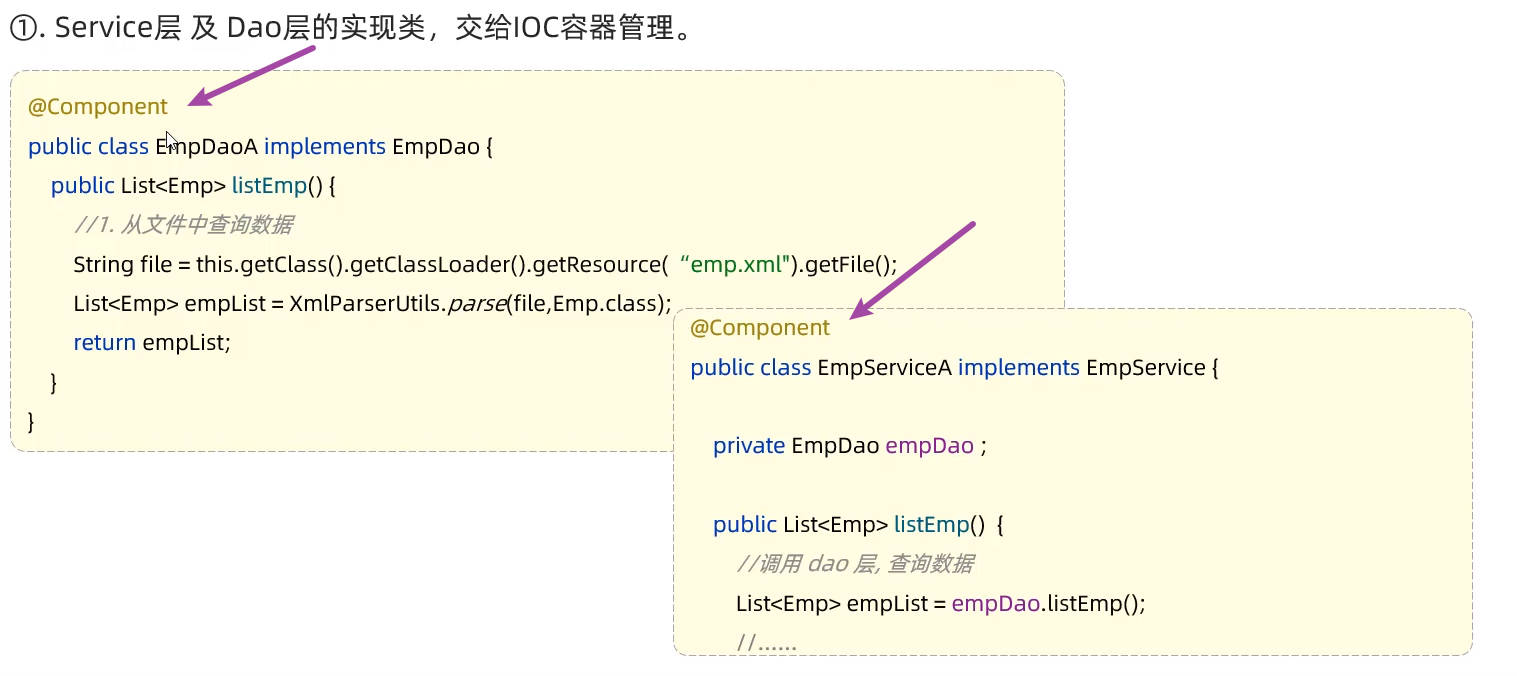 ①. Service层 及 Dao层的实现类，交给IOC容器管理。
@Component
public class EmpDaoA implements EmpDao {
public List<Emp> listEmp() {
//1. 从文件中查询数据
String file = this.getClass().getClassLoader().getResource( “emp.xml").getFile();
List<Emp> empList = XmlParserUtils.parse(file,Emp.class);
return empList;
}
}
@Component
public class EmpServiceA implements EmpService {
private EmpDao empDao ;
public List<Emp> listEmp() {
//调用 dao 层, 查询数据
List<Emp> empList = empDao.listEmp();
//......